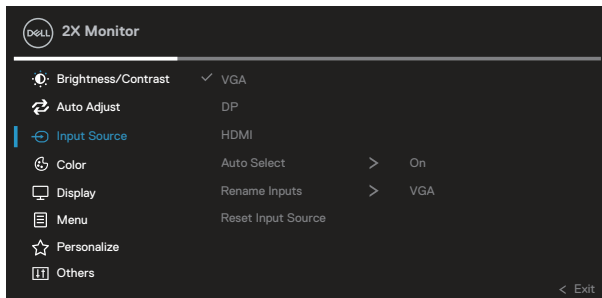 DELL 2X Monitor
Brightness/Contrast ✓ VGA
Auto Adjust DP
Input Source HDMI
Color Auto Select > On
Display Rename Inputs > VGA
Menu Reset Input Source
Personalize
Others
< Exit